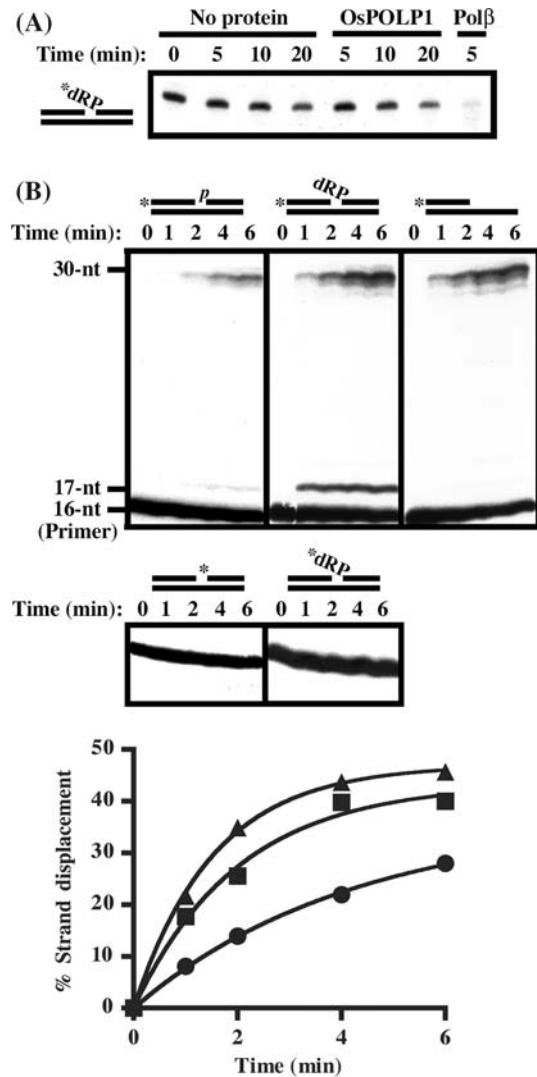 (A)
No protein OsPOLP1 Polβ
Time (min): 0 5 10 20 5 10 20 5
*dRP
(B)
* p * dRP *
Time (min): 0 1 2 4 6 0 1 2 4 6 0 1 2 4 6
30-nt
17-nt
16-nt
(Primer)
* *dRP
Time (min): 0 1 2 4 6 0 1 2 4 6
50
40
30
20
10
0
% Strand displacement
0 2 4 6
Time (min)